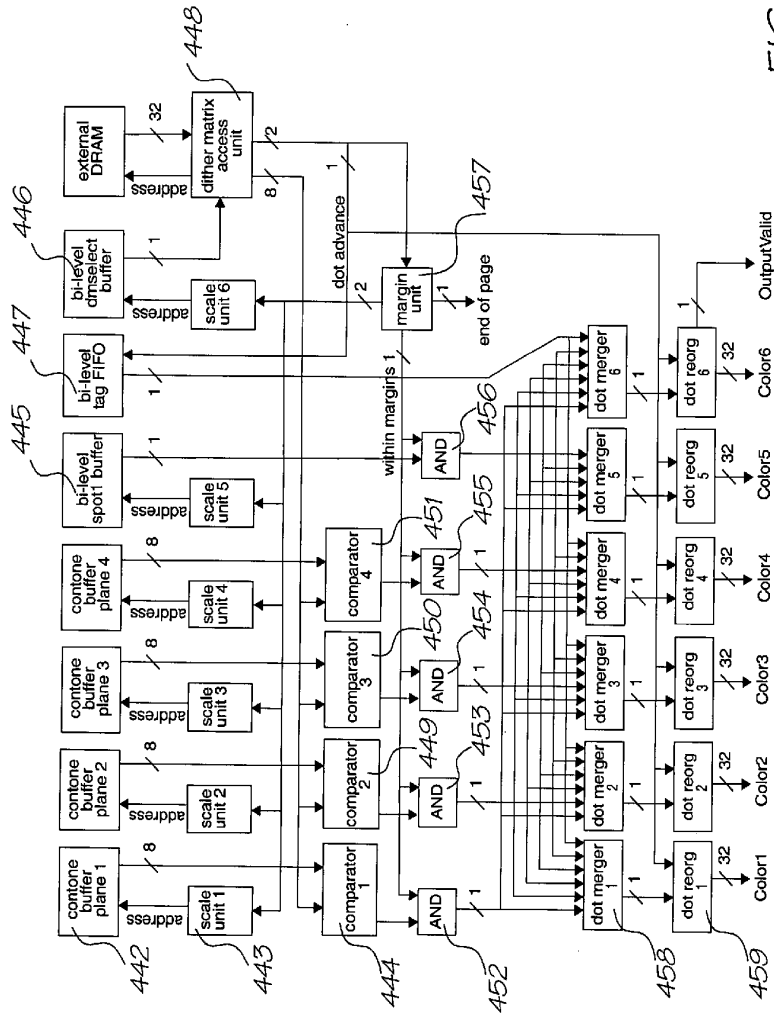 442
contone
buffer
plane 1
contone
buffer
plane 2
contone
buffer
plane 3
contone
buffer
plane 4
445
bi-level
spot1 buffer
447
bi-level
tag FIFO
446
bi-level
dmselect
buffer
external
DRAM
address
8
address
8
address
8
address
8
address
1
1
address
1
address
32
443
scale
unit 1
scale
unit 2
scale
unit 3
scale
unit 4
scale
unit 5
scale
unit 6
dither matrix
access
unit
448
8
2
1
dot advance
2
margin
unit
457
1
end of page
within margins 1
444
comparator
1
comparator
2
449
comparator
3
450
comparator
4
451
452
AND
AND
453
AND
454
AND
455
AND
456
1
1
1
1
458
dot merger
1
dot merger
2
dot merger
3
dot merger
4
dot merger
5
dot merger
6
1
1
1
1
1
1
459
dot reorg
1
dot reorg
2
dot reorg
3
dot reorg
4
dot reorg
5
dot reorg
6
32
32
32
32
32
32
1
Color1
Color2
Color3
Color4
Color5
Color6
OutputValid